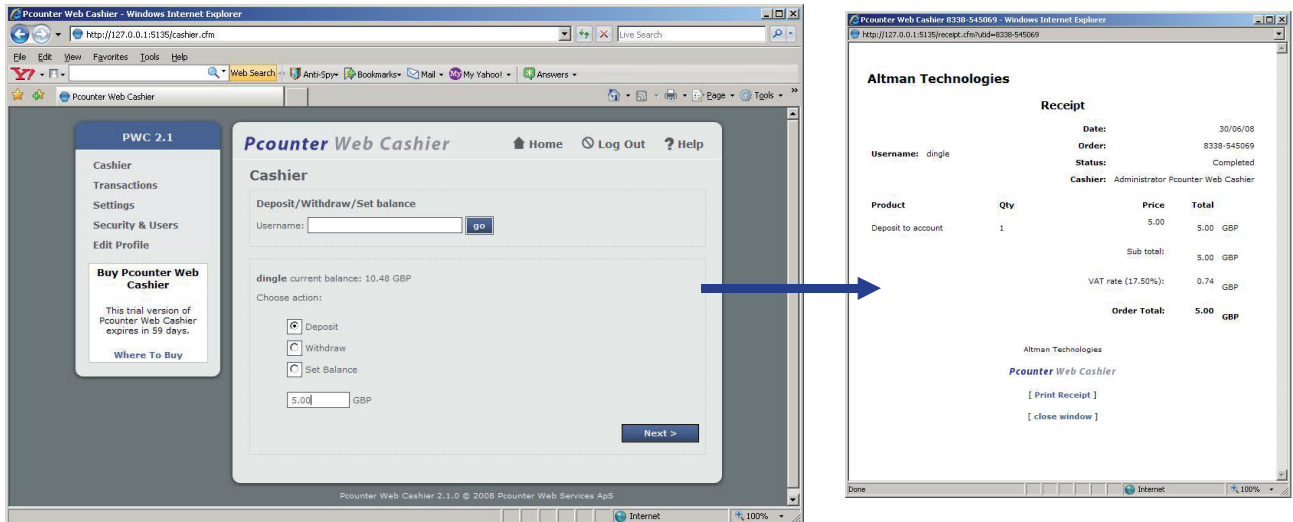 Pcounter Web Cashier - Windows Internet Explorer
http://127.0.0.1:5135/cashier.cfm
Live Search
File Edit View Favorites Tools Help
Web Search Anti-Spy Bookmarks Mail My Yahoo! Answers
Pcounter Web Cashier
Page Tools »
PWC 2.1
Cashier
Transactions
Settings
Security & Users
Edit Profile
Buy Pcounter Web
Cashier
This trial version of
Pcounter Web Cashier
expires in 59 days.
Where To Buy
Pcounter Web Cashier
Home Log Out ? Help
Cashier
Deposit/Withdraw/Set balance
Username: go
dingle current balance: 10.48 GBP
Choose action:
Deposit
Withdraw
Set Balance
5.00 GBP
Next >
Pcounter Web Cashier 2.1.0 © 2008 Pcounter Web Services ApS
Internet 100%
Pcounter Web Cashier 8338-545069 - Windows Internet Explorer
http://127.0.0.1:5135/receipt.cfm?utid=8338-545069
Altman Technologies
Receipt
Date: 30/06/08
Order: 8338-545069
Username: dingle
Status: Completed
Cashier: Administrator Pcounter Web Cashier
Product Qty Price Total
Deposit to account 1 5.00 5.00 GBP
Sub total: 5.00 GBP
VAT rate (17.50%): 0.74 GBP
Order Total: 5.00 GBP
Altman Technologies
Pcounter Web Cashier
[ Print Receipt ]
[ close window ]
Done Internet 100%